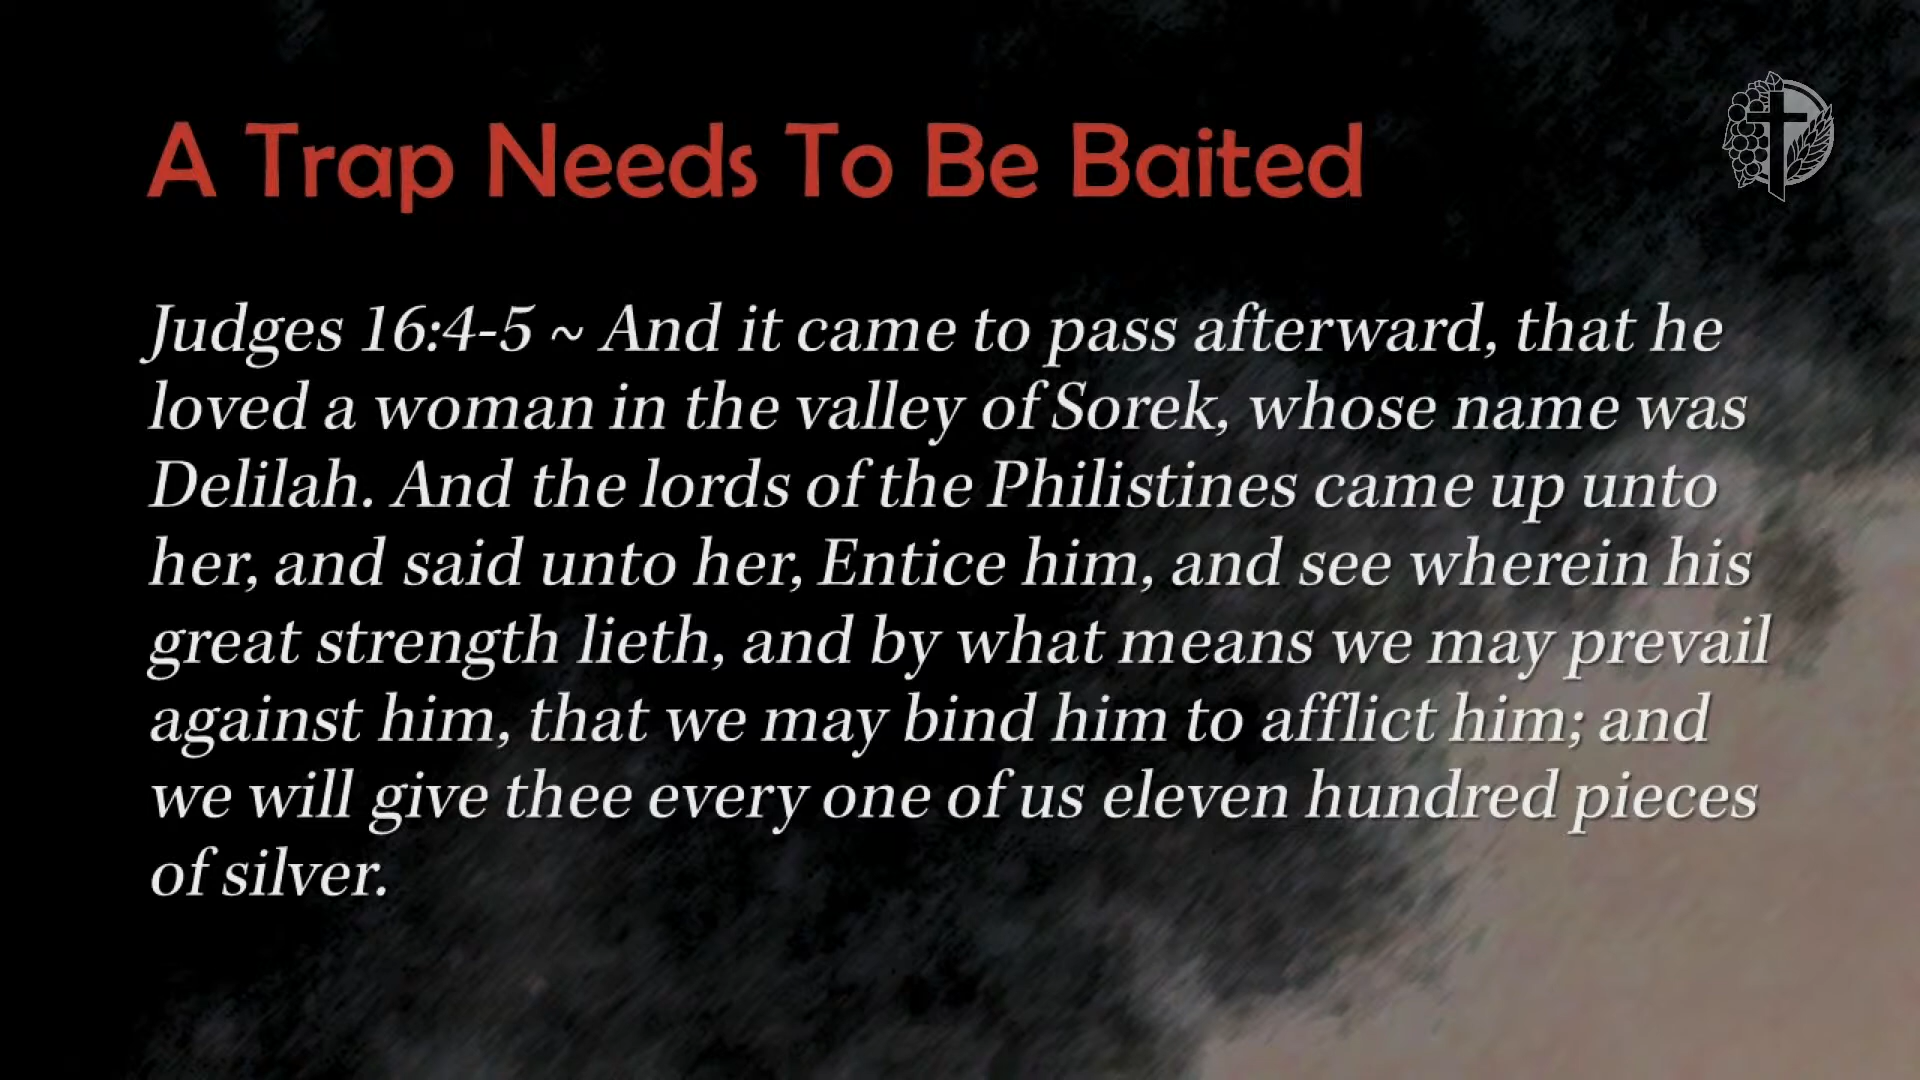 A Trap Needs To Be Baited
Judges 16:4-5 ~ And it came to pass afterward, that he
loved a woman in the valley of Sorek, whose name was
Delilah. And the lords of the Philistines came up unto
her, and said unto her, Entice him, and see wherein his
great strength lieth, and by what means we may prevail
against him, that we may bind him to afflict him; and
we will give thee every one of us eleven hundred pieces
of silver.